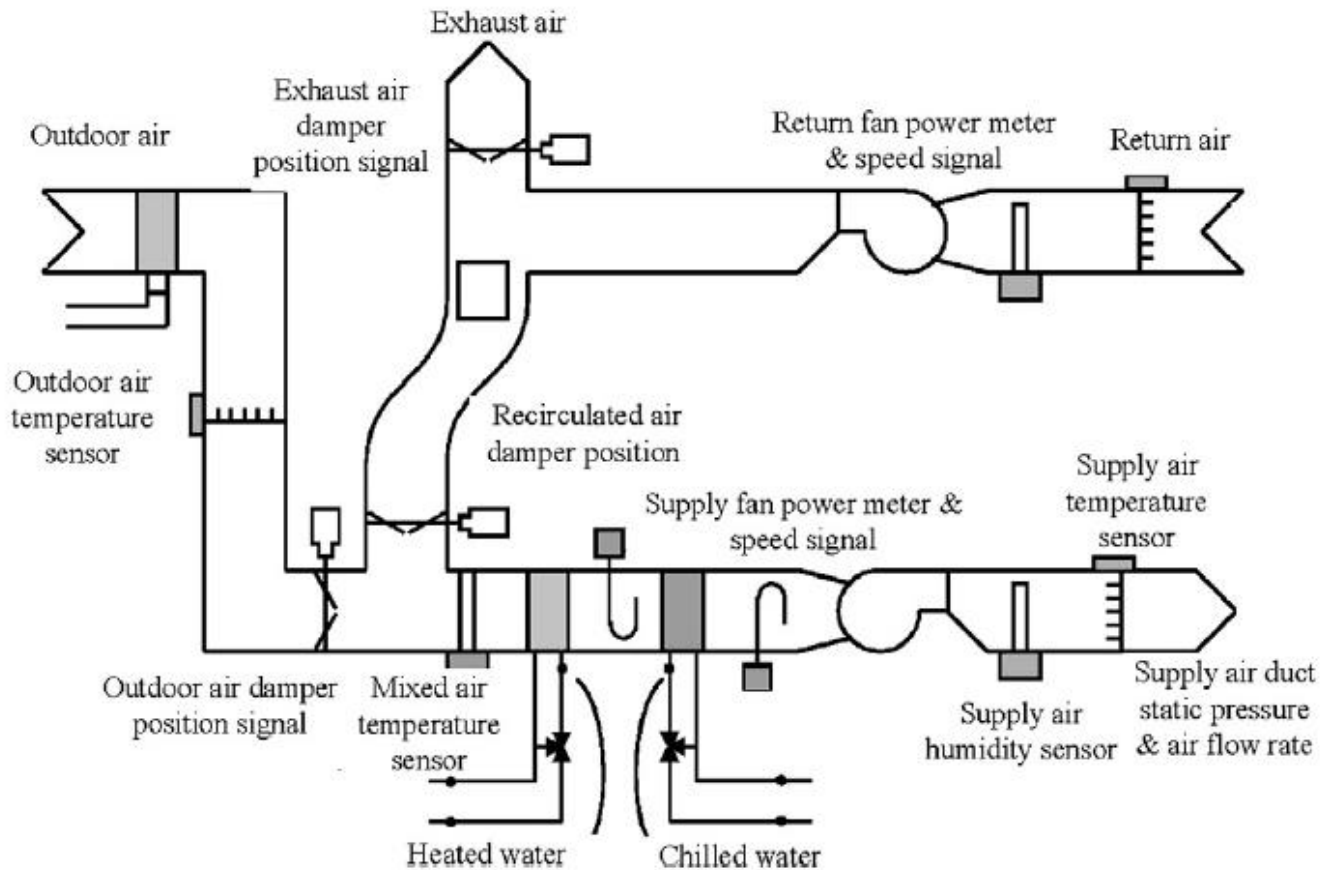 Exhaust air
Exhaust air
damper
position signal
Outdoor air
Return fan power meter
& speed signal
Return air
Outdoor air
temperature
sensor
Recirculated air
damper position
Supply fan power meter &
speed signal
Supply air
temperature
sensor
Outdoor air damper
position signal
Mixed air
temperature
sensor
Supply air
humidity sensor
Supply air duct
static pressure
& air flow rate
Heated water
Chilled water